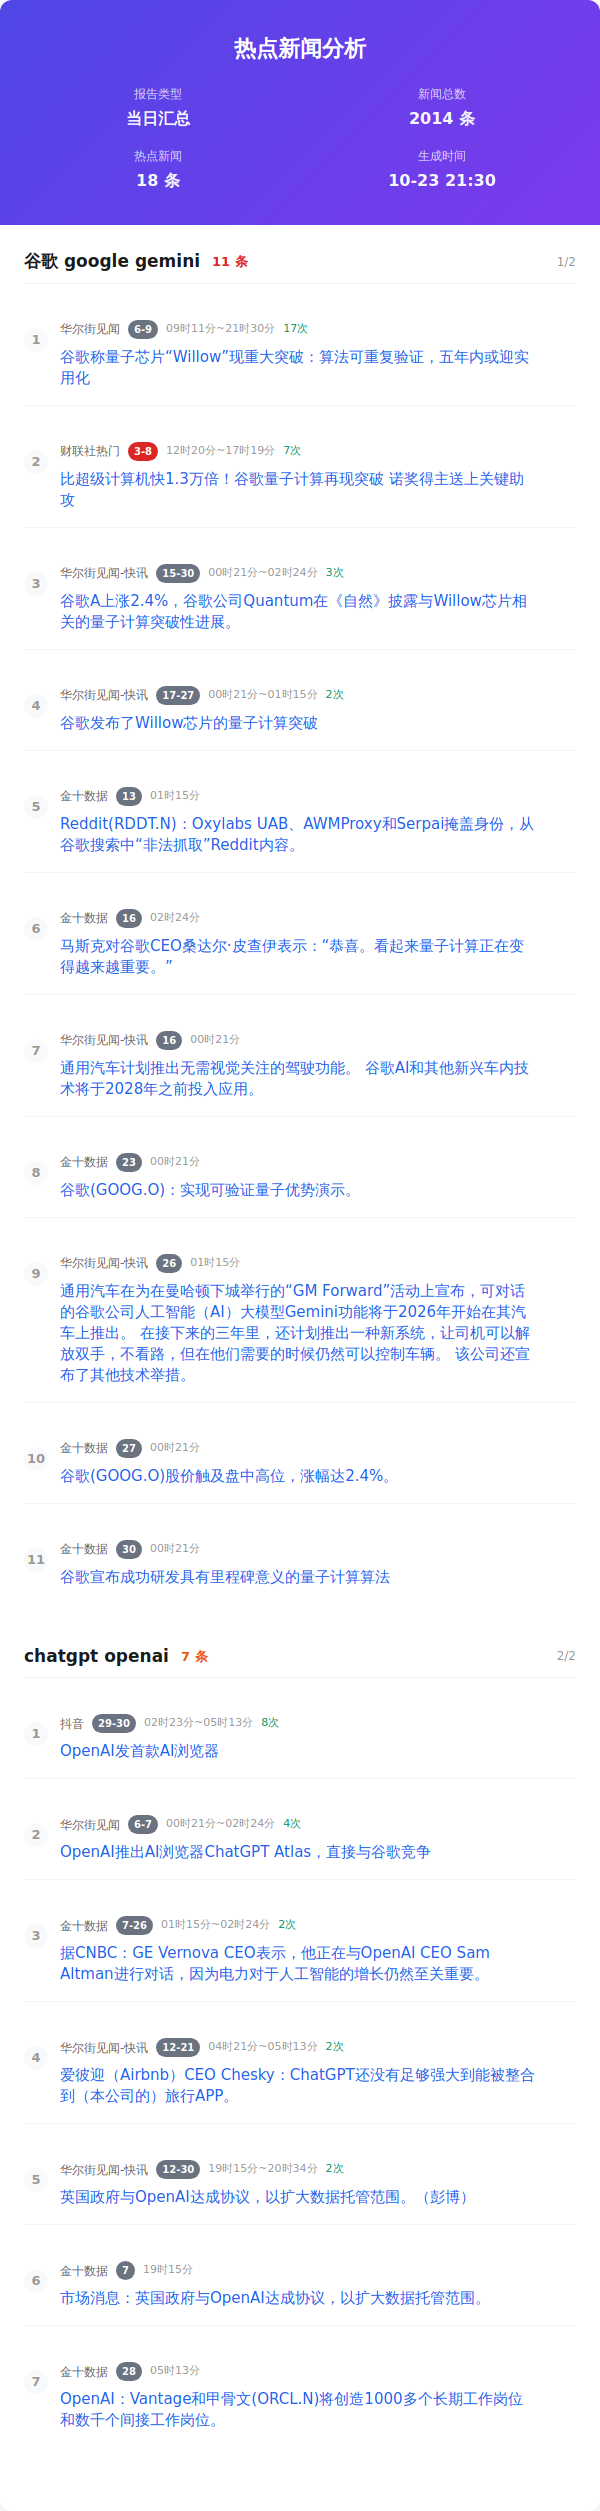 热点新闻分析
报告类型
新闻总数
当日汇总
2014 条
热点新闻
生成时间
18 条
10-23 21:30
谷歌 google gemini 11 条 1/2
1
华尔街见闻 6-9 09时11分~21时30分 17次
谷歌称量子芯片“Willow”现重大突破：算法可重复验证，五年内或迎实
用化
2
财联社热门 3-8 12时20分~17时19分 7次
比超级计算机快1.3万倍！谷歌量子计算再现突破 诺奖得主送上关键助
攻
3
华尔街见闻-快讯 15-30 00时21分~02时24分 3次
谷歌A上涨2.4%，谷歌公司Quantum在《自然》披露与Willow芯片相
关的量子计算突破性进展。
4
华尔街见闻-快讯 17-27 00时21分~01时15分 2次
谷歌发布了Willow芯片的量子计算突破
5
金十数据 13 01时15分
Reddit(RDDT.N)：Oxylabs UAB、AWMProxy和Serpai掩盖身份，从
谷歌搜索中“非法抓取”Reddit内容。
6
金十数据 16 02时24分
马斯克对谷歌CEO桑达尔·皮查伊表示：“恭喜。看起来量子计算正在变
得越来越重要。”
7
华尔街见闻-快讯 16 00时21分
通用汽车计划推出无需视觉关注的驾驶功能。 谷歌AI和其他新兴车内技
术将于2028年之前投入应用。
8
金十数据 23 00时21分
谷歌(GOOG.O)：实现可验证量子优势演示。
9
华尔街见闻-快讯 26 01时15分
通用汽车在为在曼哈顿下城举行的“GM Forward”活动上宣布，可对话
的谷歌公司人工智能（AI）大模型Gemini功能将于2026年开始在其汽
车上推出。 在接下来的三年里，还计划推出一种新系统，让司机可以解
放双手，不看路，但在他们需要的时候仍然可以控制车辆。 该公司还宣
布了其他技术举措。
10
金十数据 27 00时21分
谷歌(GOOG.O)股价触及盘中高位，涨幅达2.4%。
11
金十数据 30 00时21分
谷歌宣布成功研发具有里程碑意义的量子计算算法
chatgpt openai 7 条 2/2
1
抖音 29-30 02时23分~05时13分 8次
OpenAI发首款AI浏览器
2
华尔街见闻 6-7 00时21分~02时24分 4次
OpenAI推出AI浏览器ChatGPT Atlas，直接与谷歌竞争
3
金十数据 7-26 01时15分~02时24分 2次
据CNBC：GE Vernova CEO表示，他正在与OpenAI CEO Sam
Altman进行对话，因为电力对于人工智能的增长仍然至关重要。
4
华尔街见闻-快讯 12-21 04时21分~05时13分 2次
爱彼迎（Airbnb）CEO Chesky：ChatGPT还没有足够强大到能被整合
到（本公司的）旅行APP。
5
华尔街见闻-快讯 12-30 19时15分~20时34分 2次
英国政府与OpenAI达成协议，以扩大数据托管范围。（彭博）
6
金十数据 7 19时15分
市场消息：英国政府与OpenAI达成协议，以扩大数据托管范围。
7
金十数据 28 05时13分
OpenAI：Vantage和甲骨文(ORCL.N)将创造1000多个长期工作岗位
和数千个间接工作岗位。